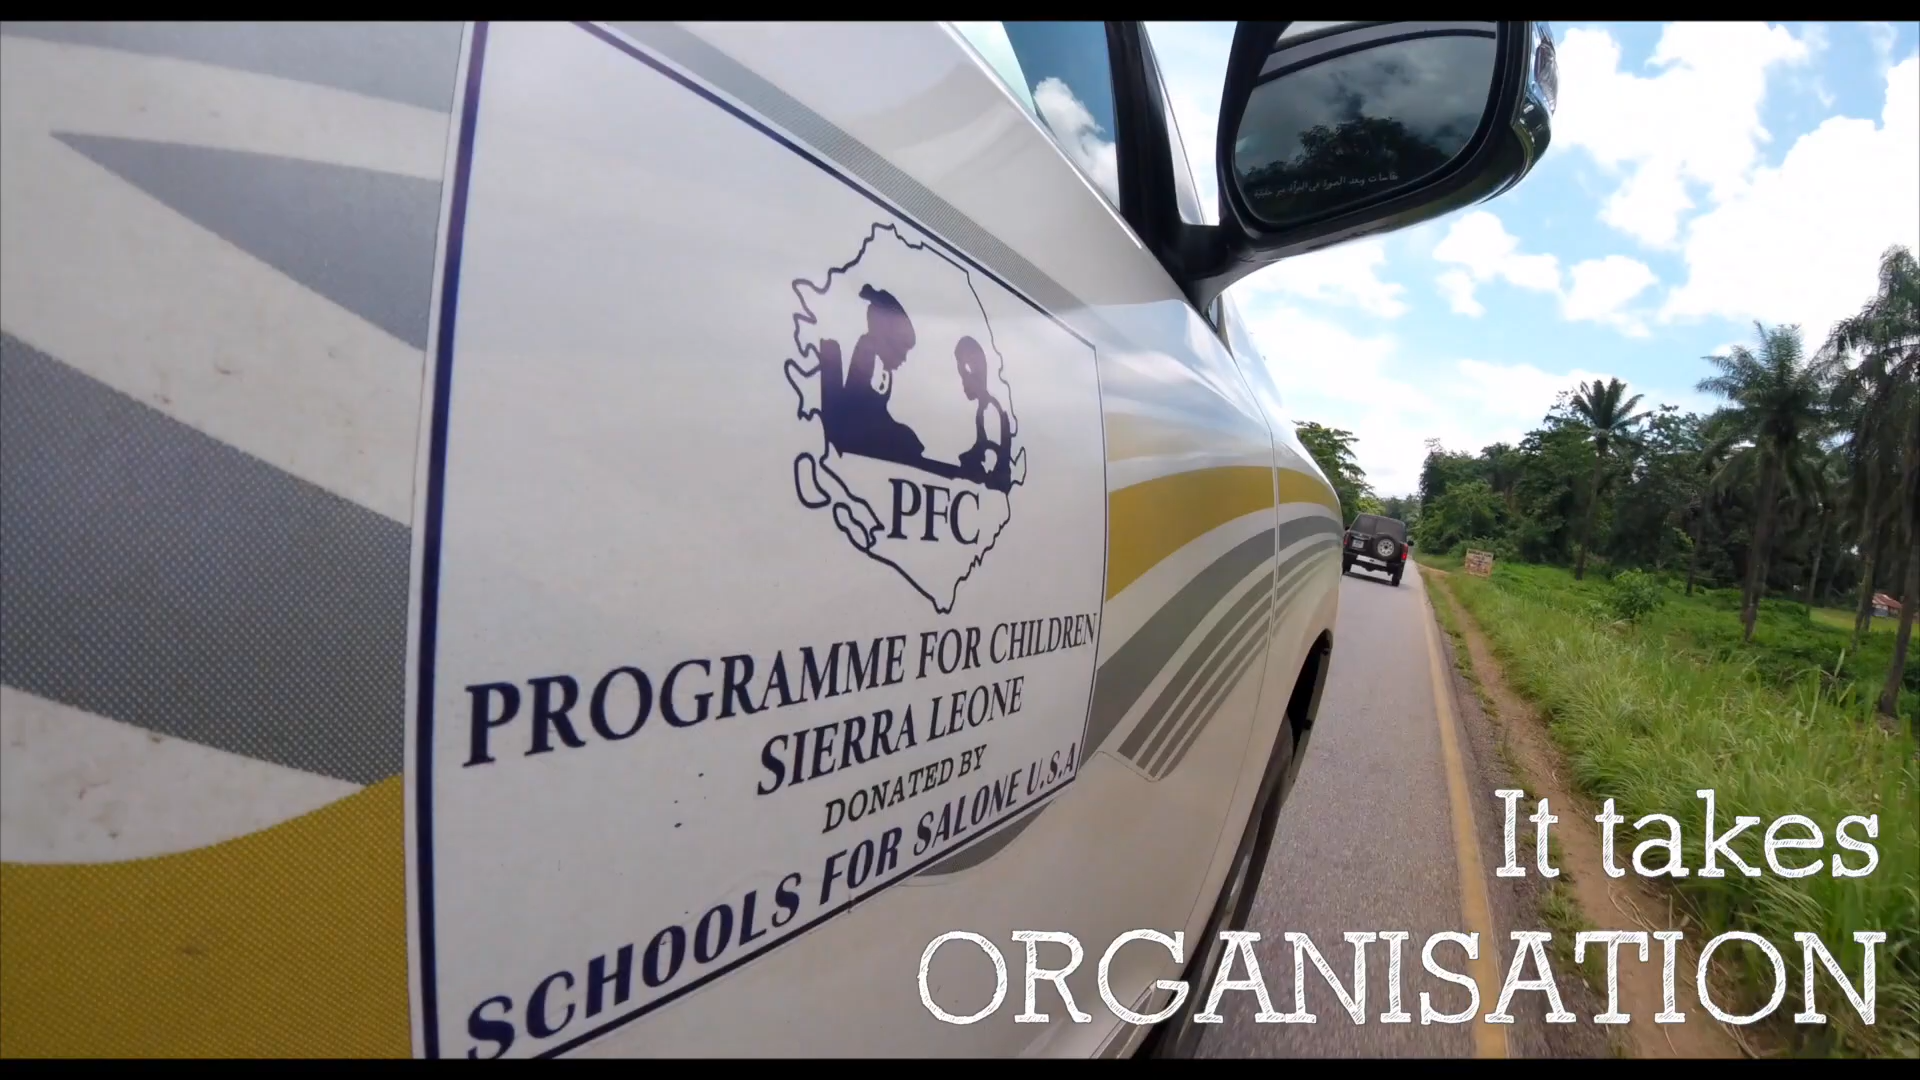 PFC
PROGRAMME FOR CHILDREN
SIERRA LEONE
DONATED BY
SCHOOLS FOR SALONE U.S.A
It takes
ORGANISATION